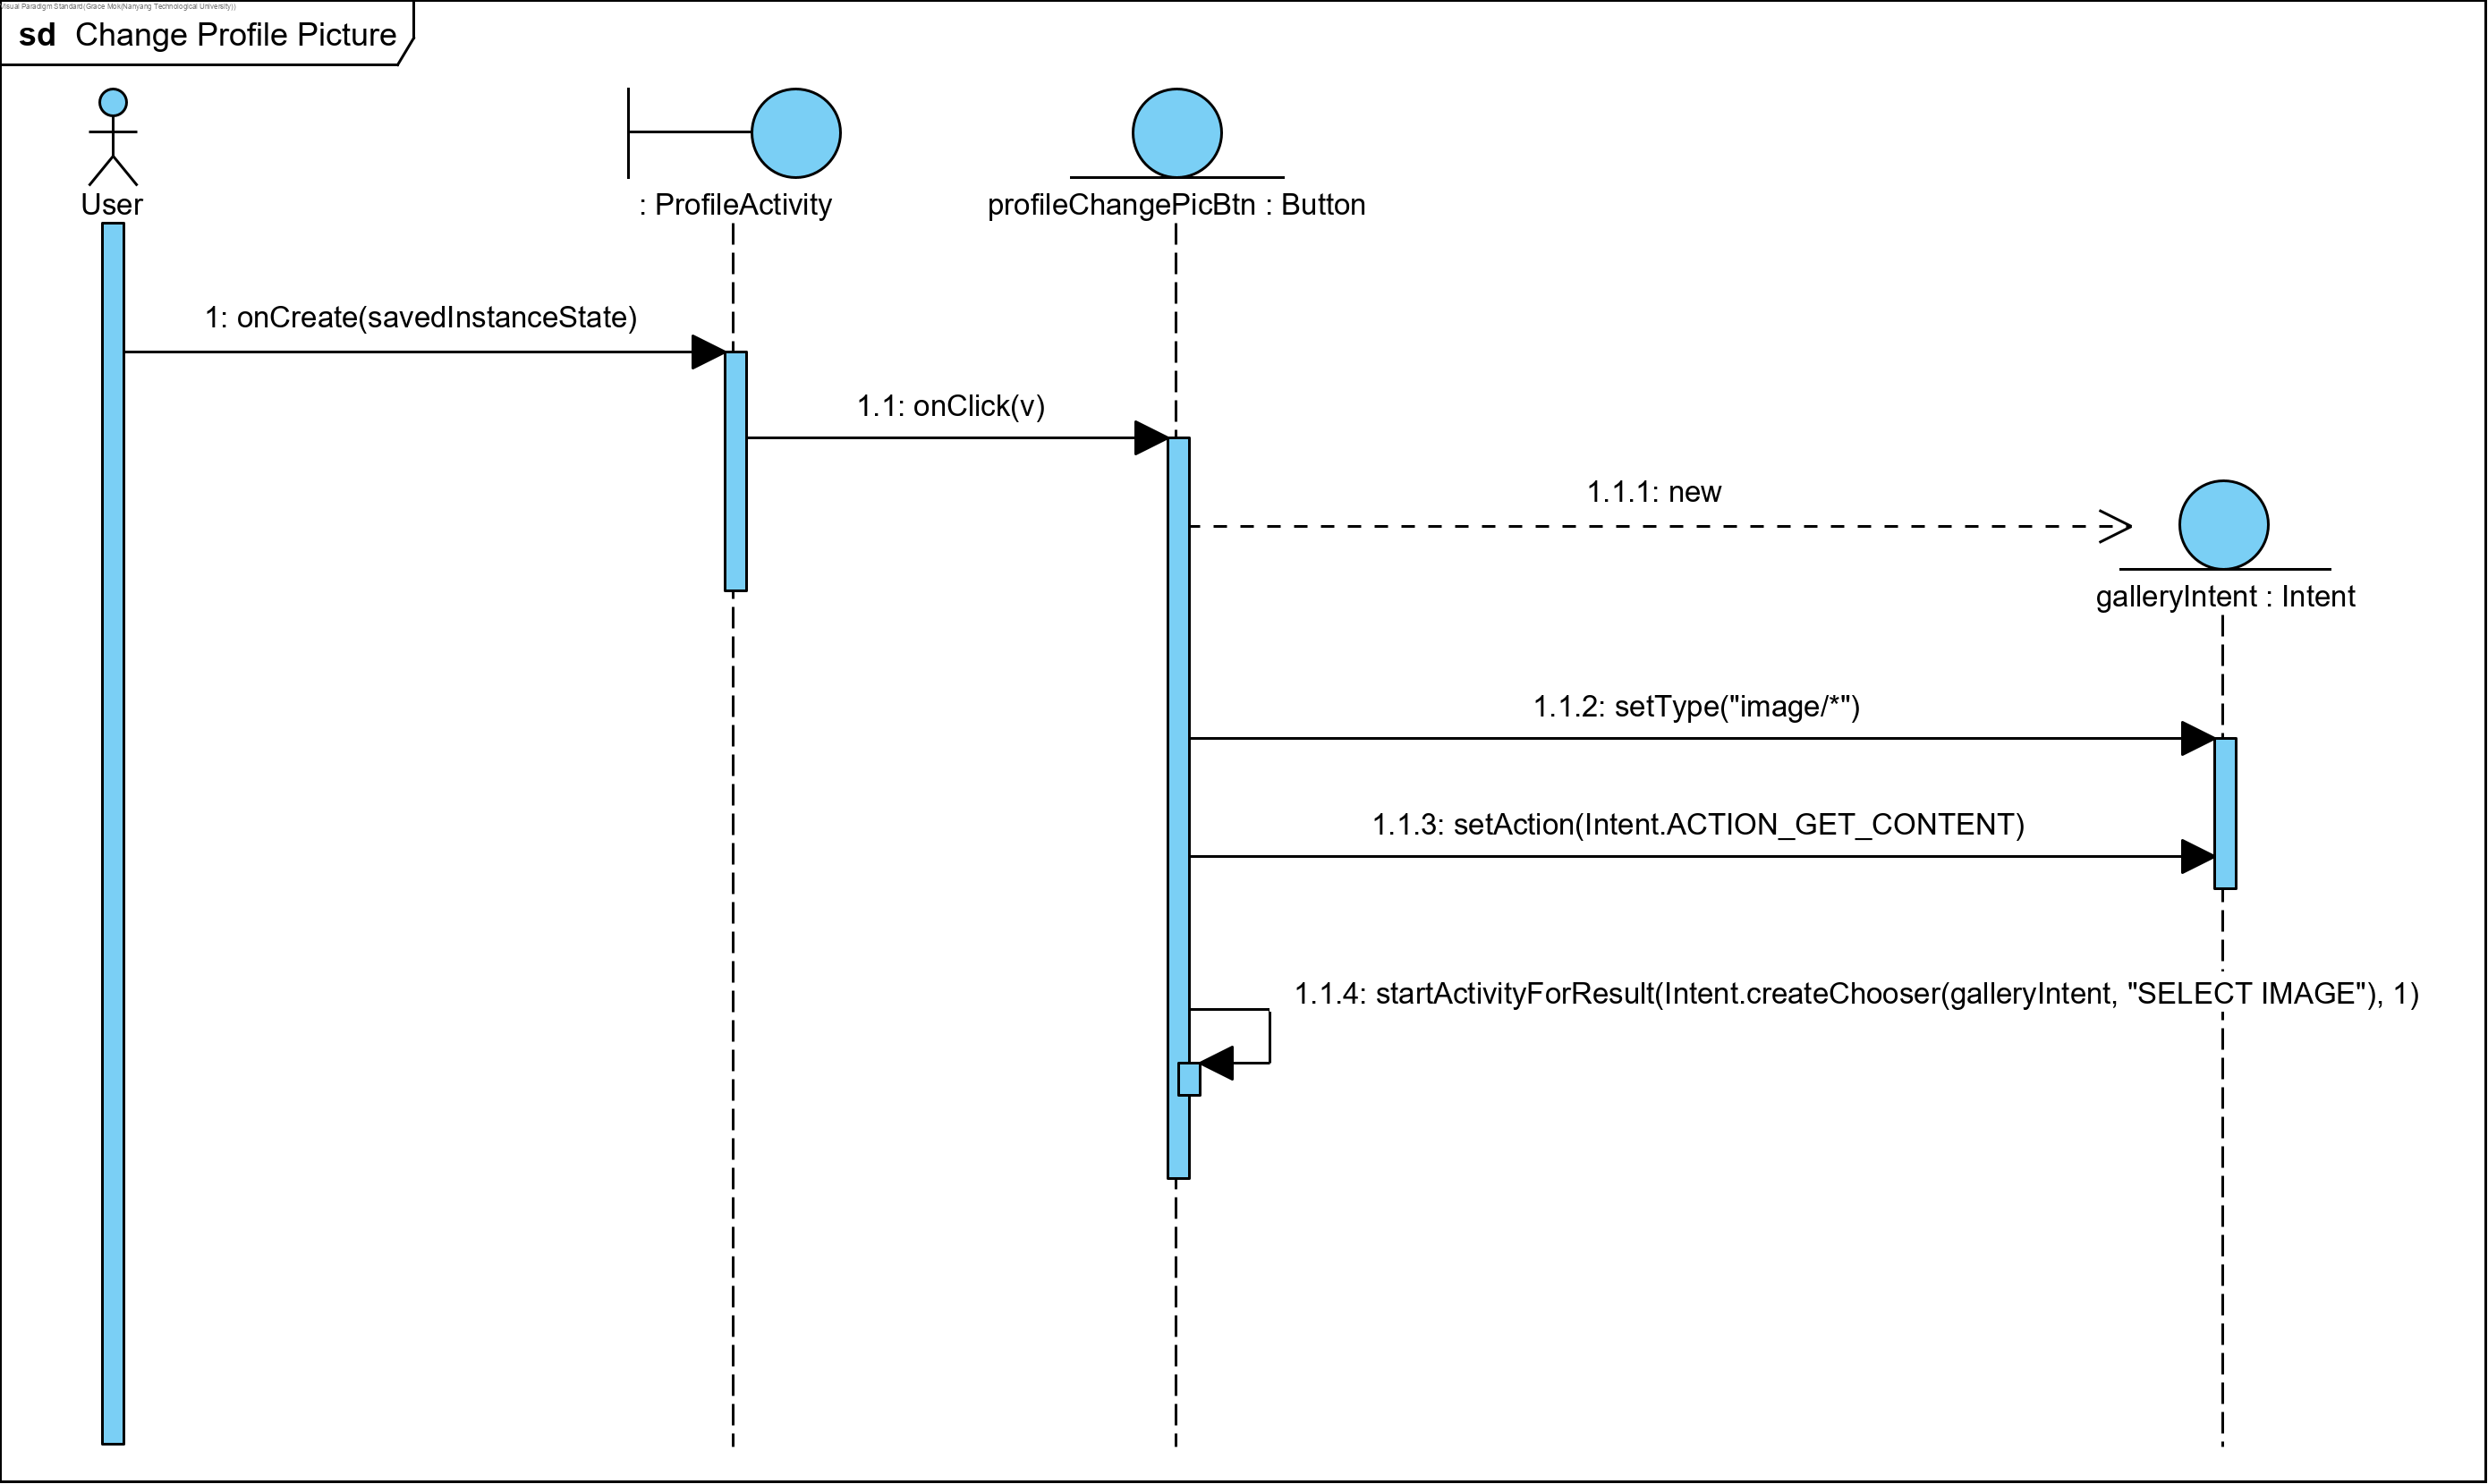 Visual Paradigm Standard(Grace Mok(Nanyang Technological University))
sd Change Profile Picture
User
: ProfileActivity
profileChangePicBtn : Button
1: onCreate(savedInstanceState)
1.1: onClick(v)
1.1.1: new
galleryIntent : Intent
1.1.2: setType("image/*")
1.1.3: setAction(Intent.ACTION_GET_CONTENT)
1.1.4: startActivityForResult(Intent.createChooser(galleryIntent, "SELECT IMAGE"), 1)